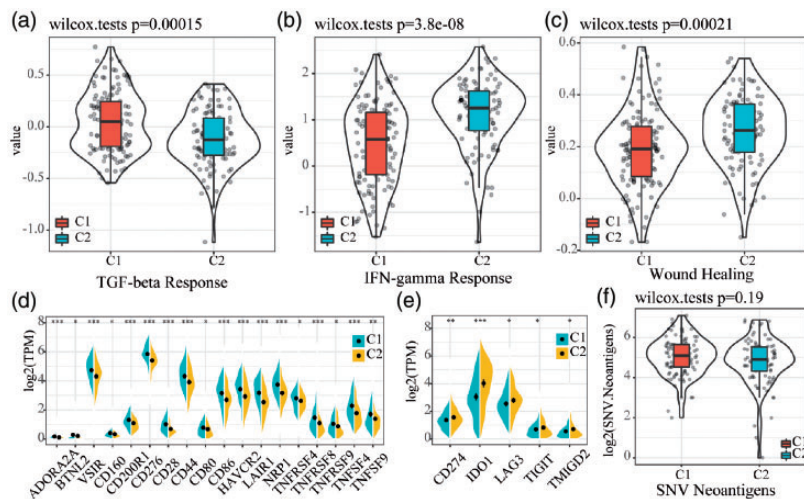 (a) wilcox.tests p=0.00015
value
0.5
0.0
-0.5
-1.0
C1
C2
C1 C2
TGF-beta Response
(b) wilcox.tests p=3.8e-08
value
2
1
0
-1
C1
C2
C1 C2
IFN-gamma Response
(c) wilcox.tests p=0.00021
value
0.6
0.4
0.2
0.0
-0.2
C1
C2
C1 C2
Wound Healing
(d)
*** * *** * *** *** *** *** * *** *** *** *** *** *** * *** **
log2(TPM)
8
6
4
2
0
C1
C2
ADORA2A
BTNL2
VSIR
CD160
CD200R1
CD276
CD28
CD44
CD80
CD86
HAVCR2
LAIR1
NRP1
TNFRSF4
TNFRSF8
TNFRSF9
TNFSF4
TNFSF9
(e)
** *** * * *
log2(TPM)
8
6
4
2
0
C1
C2
CD274
IDO1
LAG3
TIGIT
TMIGD2
(f) wilcox.tests p=0.19
log2(SNV.Neoantigens)
6
4
2
0
C1
C2
C1 C2
SNV Neoantigens